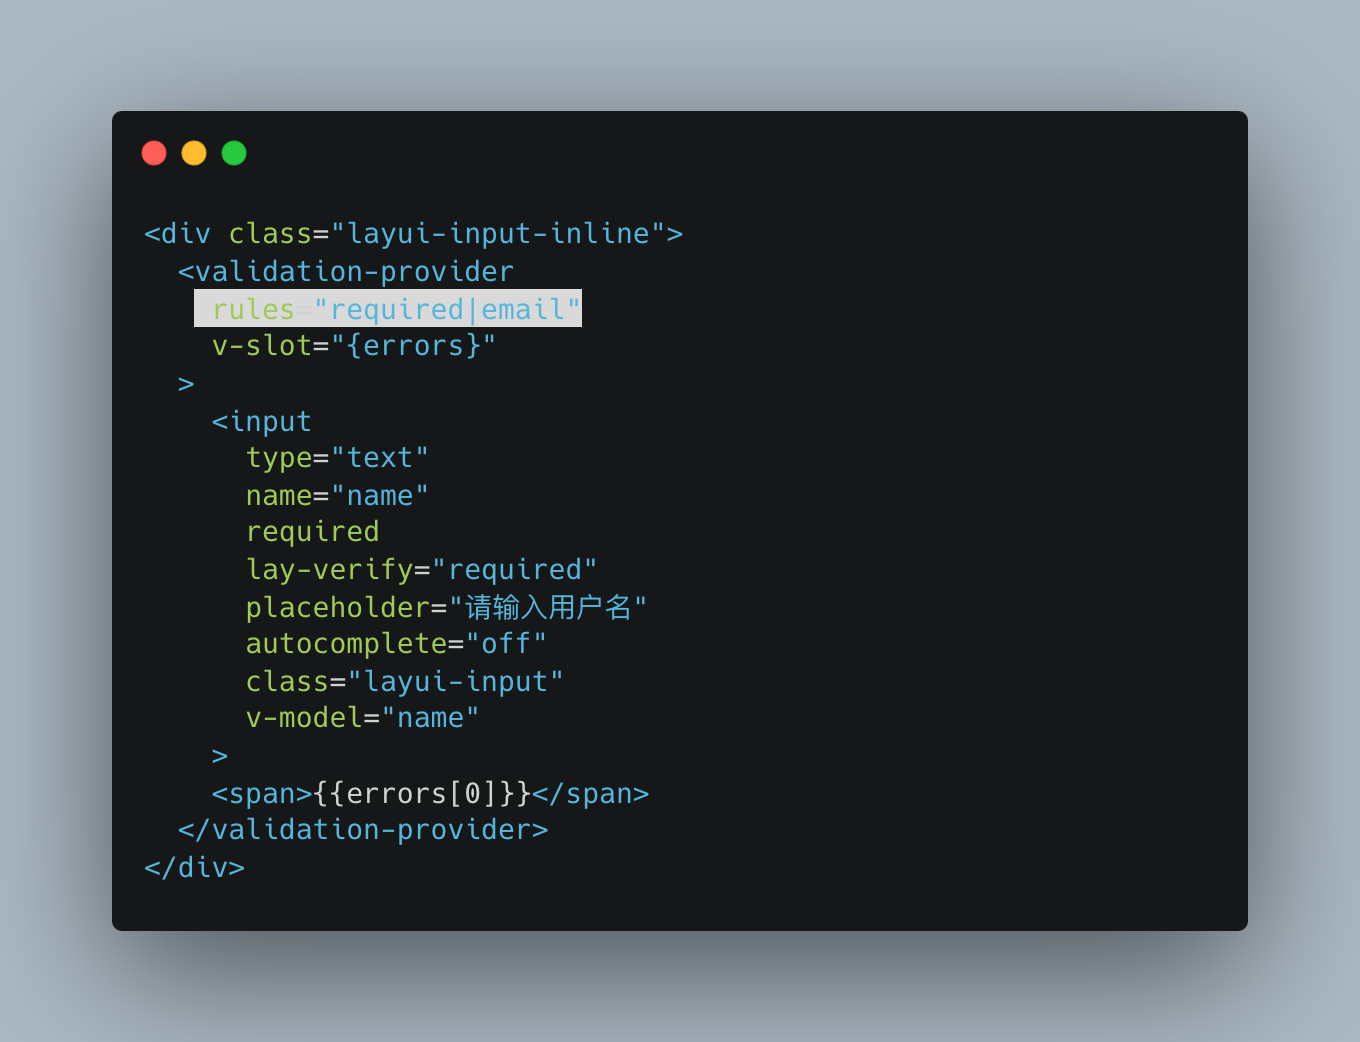 <div class="layui-input-inline">
  <validation-provider
    rules="required|email"
    v-slot="{errors}"
  >
    <input
      type="text"
      name="name"
      required
      lay-verify="required"
      placeholder="请输入用户名"
      autocomplete="off"
      class="layui-input"
      v-model="name"
    >
    <span>{{errors[0]}}</span>
  </validation-provider>
</div>